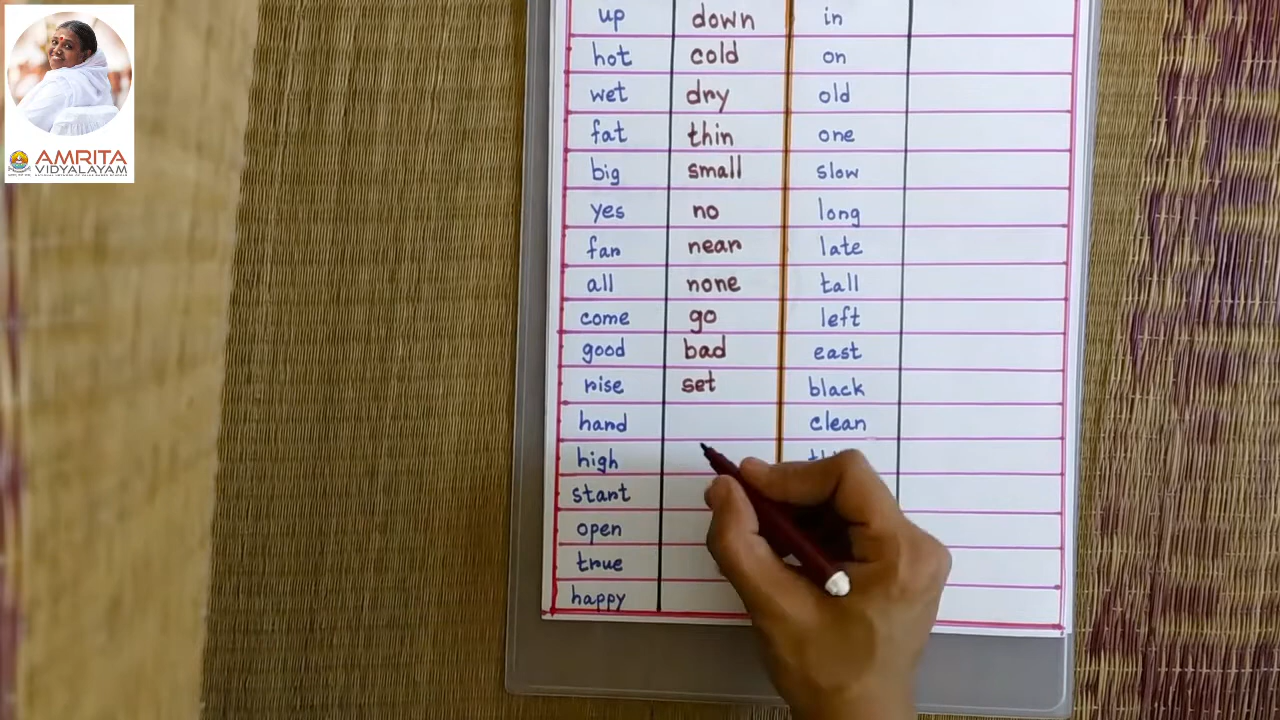 AMRITA
VIDYALAYAM
up down in
hot cold on
wet dry old
fat thin one
big small slow
yes no long
far near late
all none tall
come go left
good bad east
rise set black
hand clean
high
start
open
true
happy